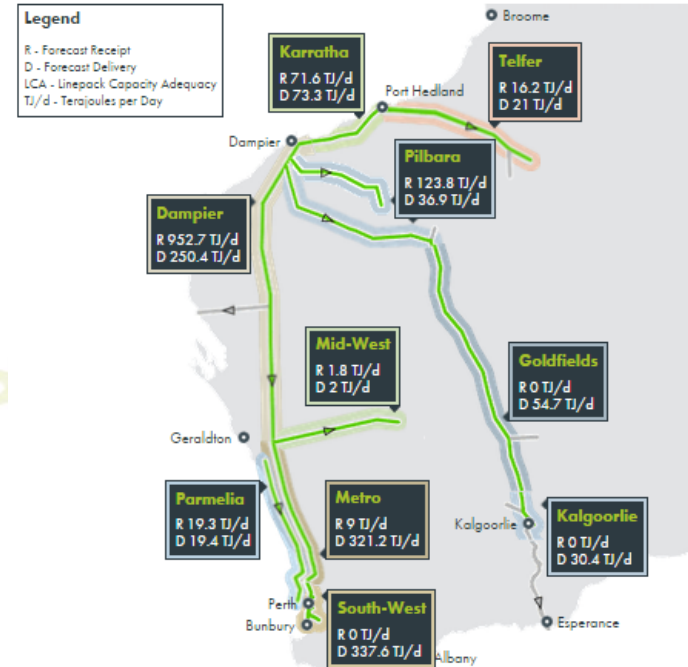 Legend
R - Forecast Receipt
D - Forecast Delivery
LCA - Linepack Capacity Adequacy
TJ/d - Terajoules per Day
Broome
Karratha
R 71.6 TJ/d
D 73.3 TJ/d
Telfer
R 16.2 TJ/d
D 21 TJ/d
Port Hedland
Dampier
Pilbara
R 123.8 TJ/d
D 36.9 TJ/d
Dampier
R 952.7 TJ/d
D 250.4 TJ/d
Mid-West
R 1.8 TJ/d
D 2 TJ/d
Goldfields
R 0 TJ/d
D 54.7 TJ/d
Geraldton
Parmelia
R 19.3 TJ/d
D 19.4 TJ/d
Metro
R 9 TJ/d
D 321.2 TJ/d
Kalgoorlie
Kalgoorlie
R 0 TJ/d
D 30.4 TJ/d
Perth
Bunbury
South-West
R 0 TJ/d
D 337.6 TJ/d
Esperance
Albany